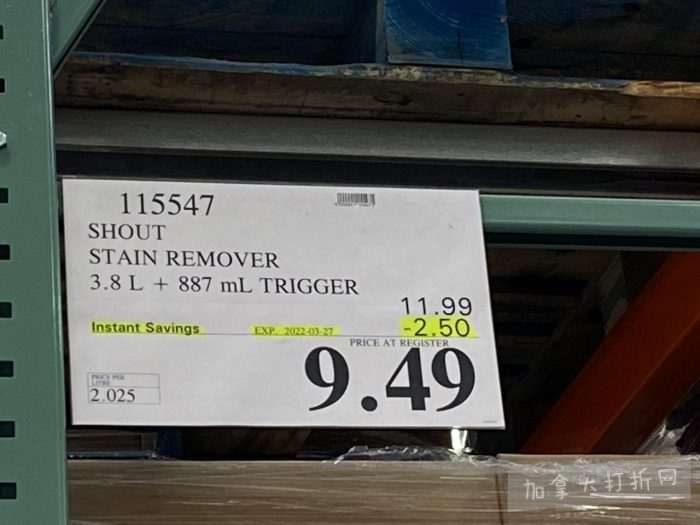 115547
SHOUT
STAIN REMOVER
3.8 L + 887 mL TRIGGER
11.99
Instant Savings EXP. 2022-03-27 -2.50
PRICE AT REGISTER
9.49
PRICE PER
LITRE
2.025
加拿大打折网